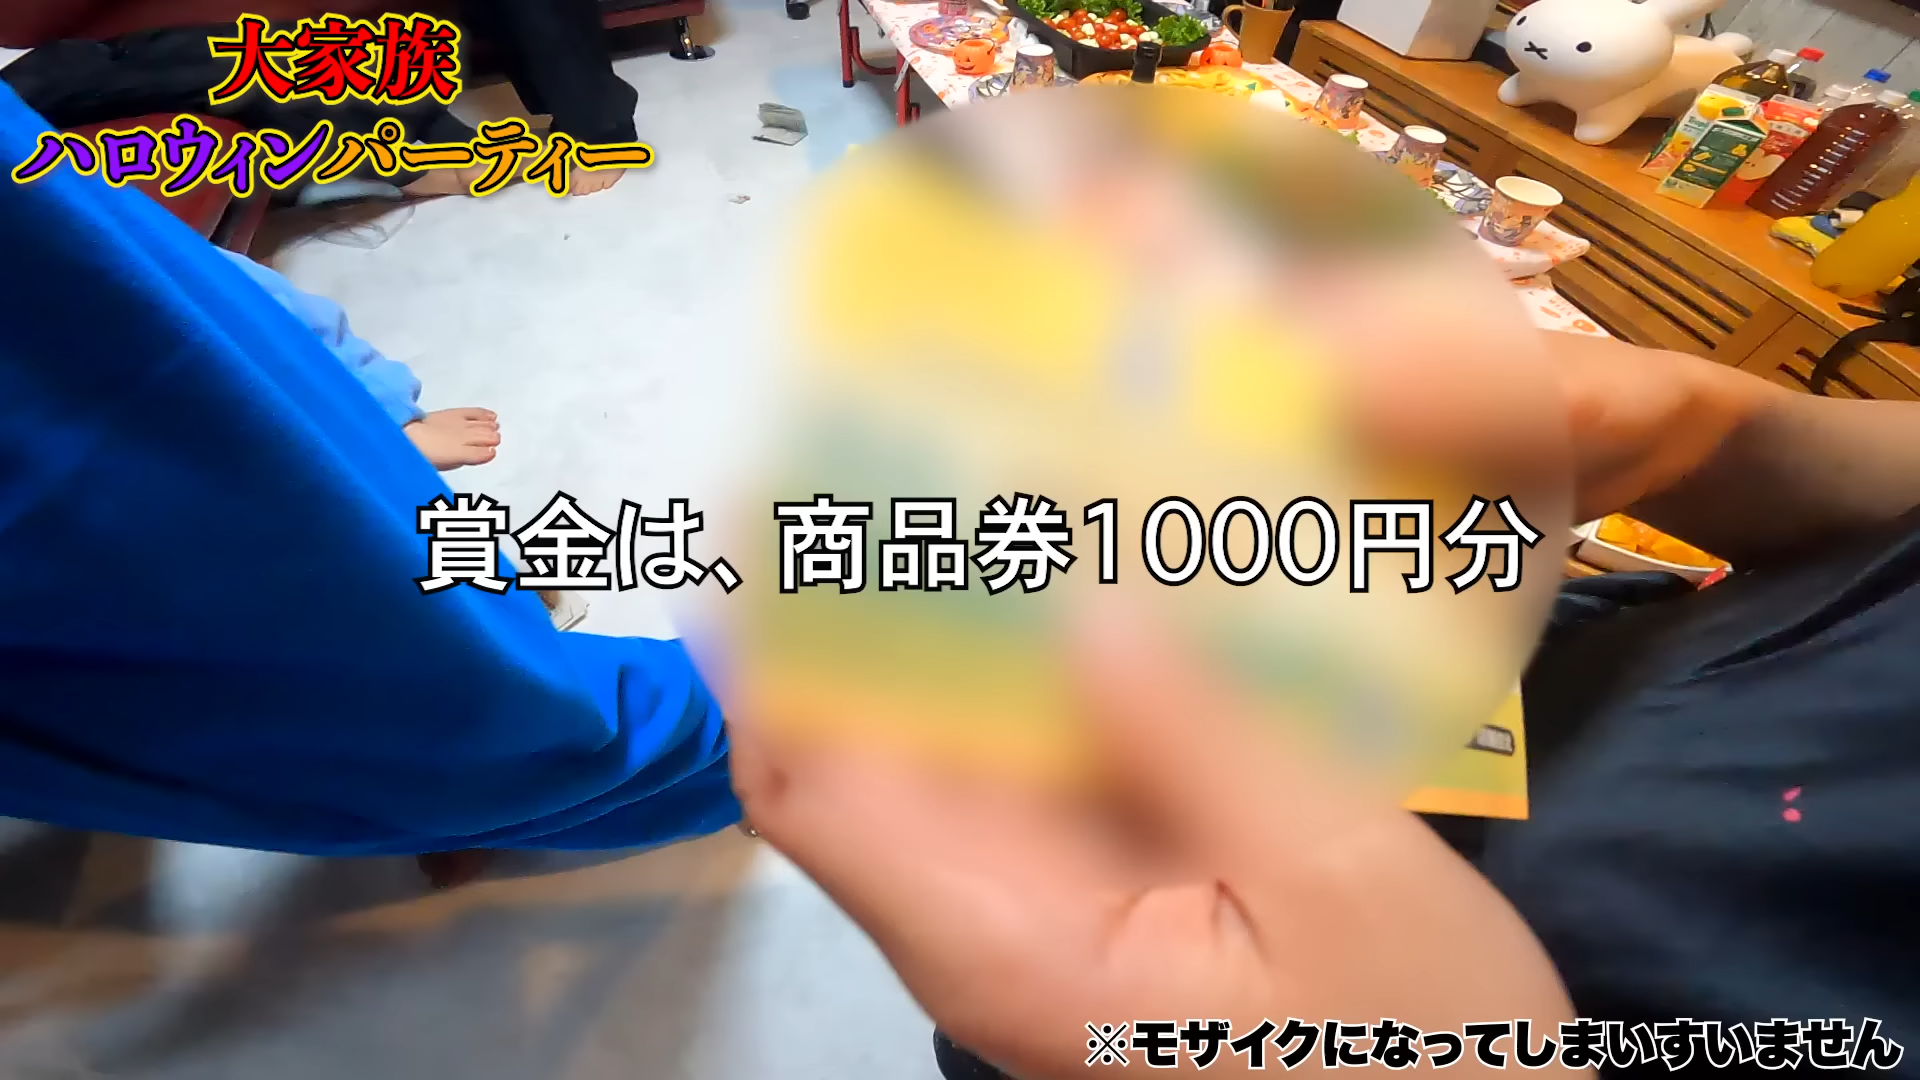 大家族
ハロウィンパーティー
賞金は、商品券1000円分
※モザイクになってしまいすいません